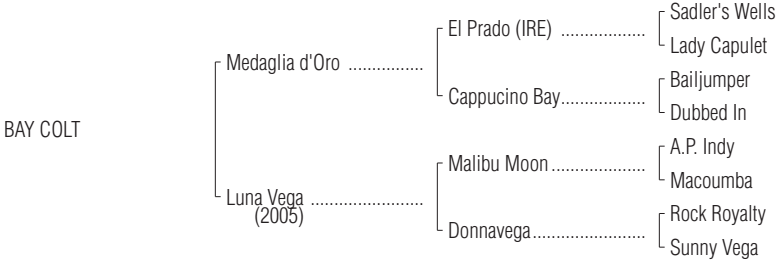 Sadler's Wells
El Prado (IRE) ..................
Lady Capulet
Medaglia d'Oro ................
Bailjumper
Cappucino Bay..................
Dubbed In
BAY COLT
A.P. Indy
Malibu Moon ....................
Macoumba
Luna Vega ........................
(2005)
Rock Royalty
Donnavega........................
Sunny Vega